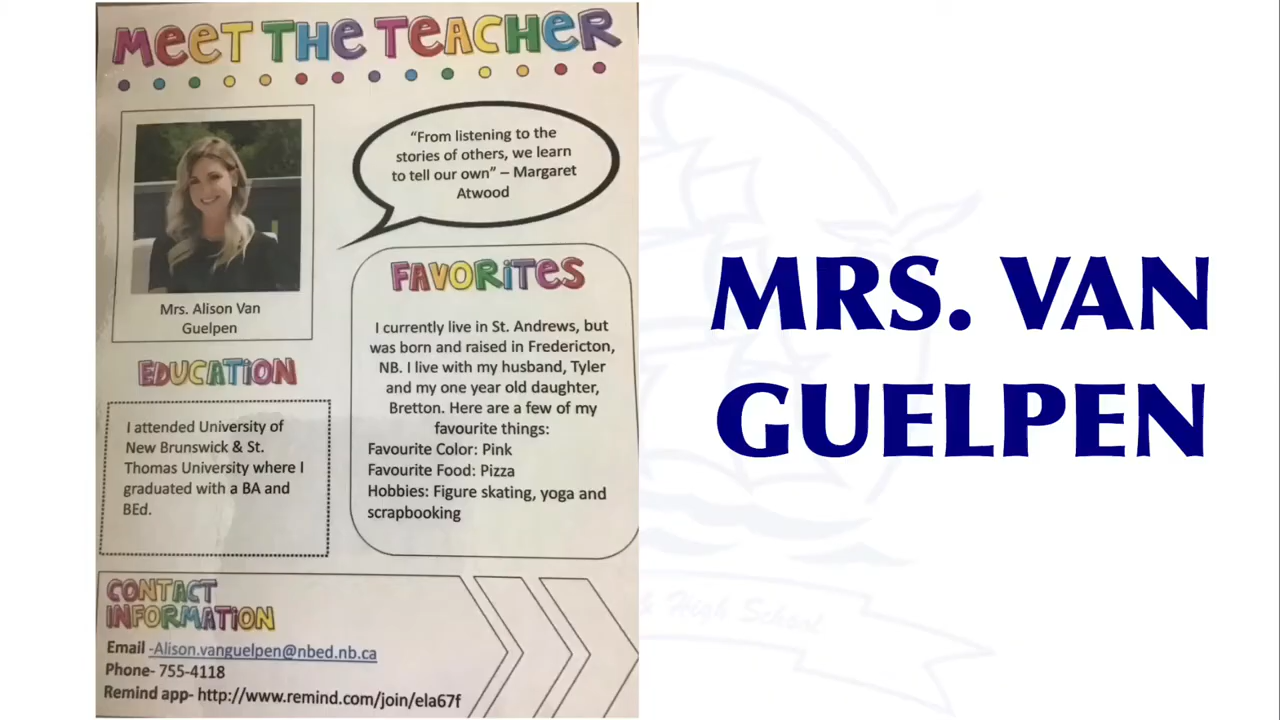 MEET THE TEACHER
“From listening to the
stories of others, we learn
to tell our own” – Margaret
Atwood
Mrs. Alison Van
Guelpen
FAVORITES
I currently live in St. Andrews, but
was born and raised in Fredericton,
NB. I live with my husband, Tyler
and my one year old daughter,
Bretton. Here are a few of my
favourite things:
Favourite Color: Pink
Favourite Food: Pizza
Hobbies: Figure skating, yoga and
scrapbooking
EDUCATION
I attended University of
New Brunswick & St.
Thomas University where I
graduated with a BA and
BEd.
CONTACT
INFORMATION
Email -Alison.vanguelpen@nbed.nb.ca
Phone- 755-4118
Remind app- http://www.remind.com/join/ela67f
MRS. VAN
GUELPEN
& High School